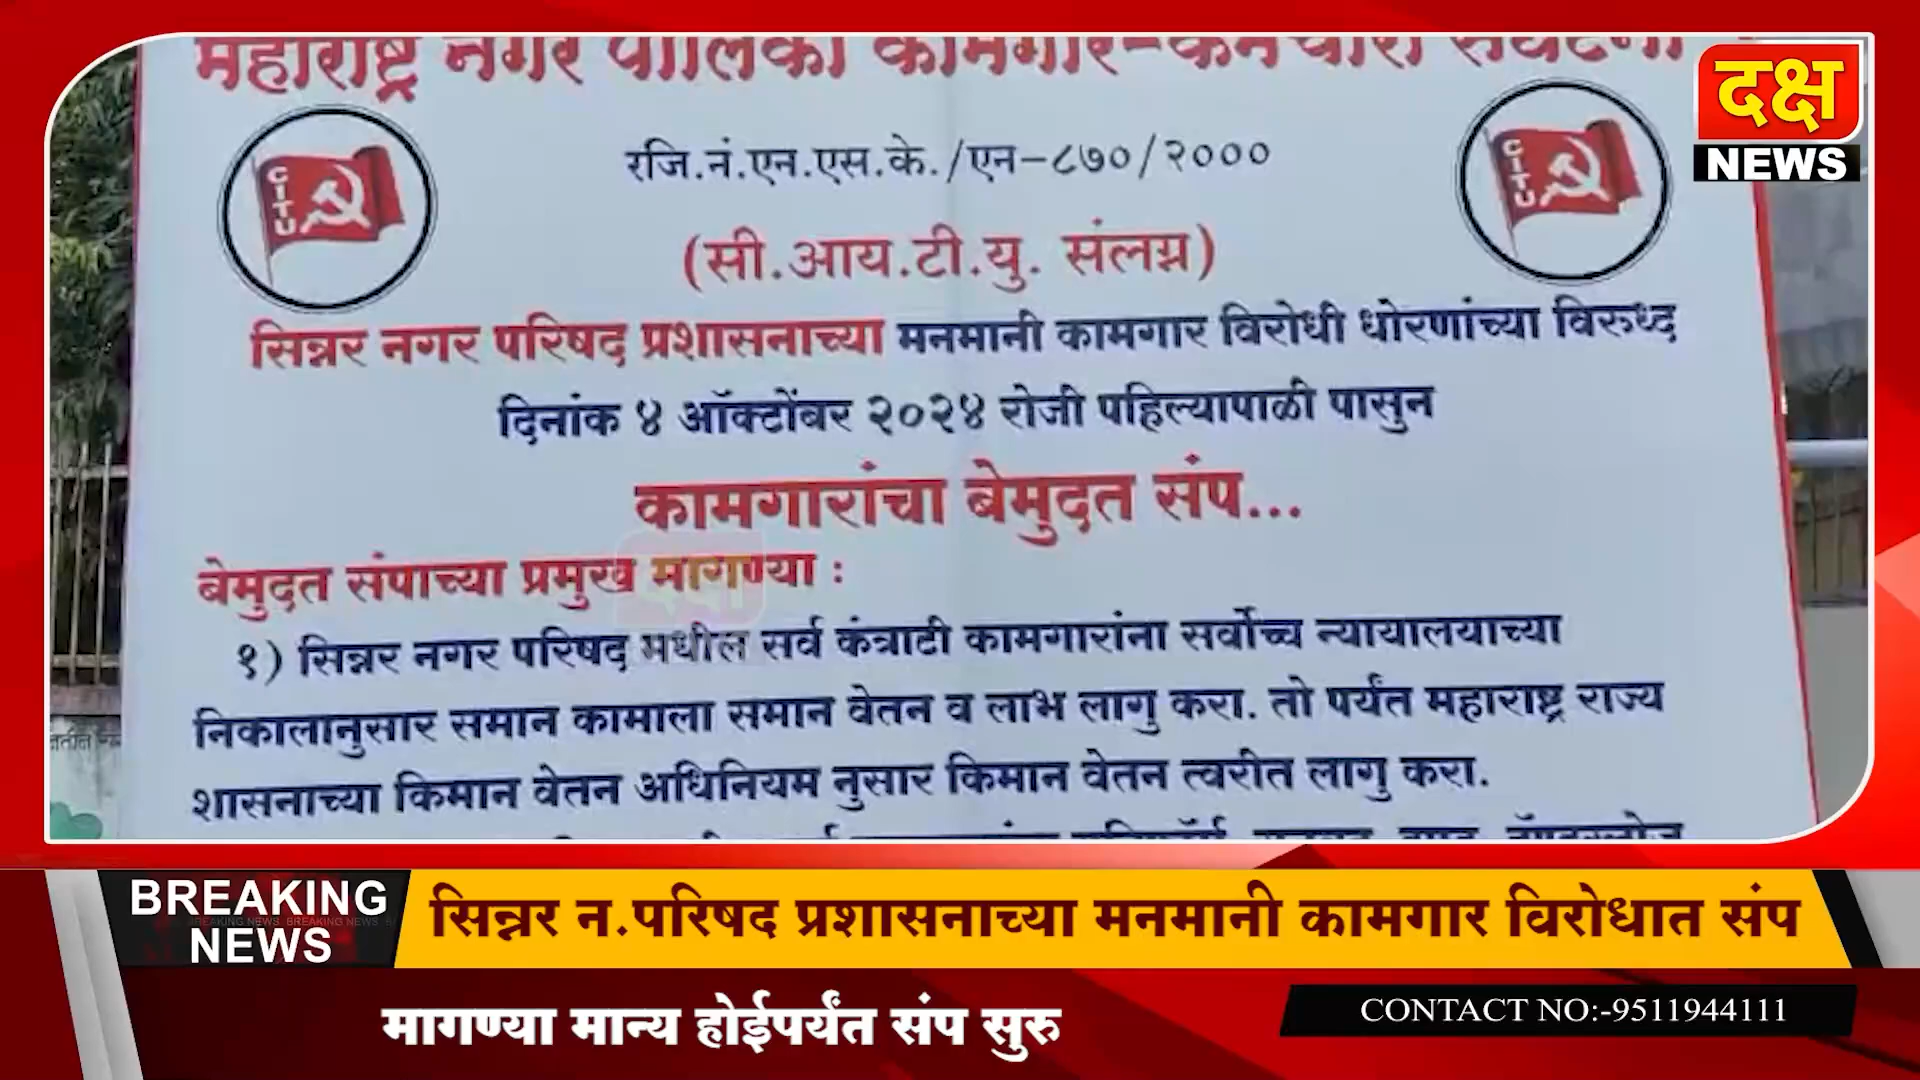 महाराष्ट्र नगर पालिका कामगार-कर्मचारी संघटना
दक्ष
NEWS
CITU
CITU
रजि.नं.एन.एस.के./एन-८७०/२०००
(सी.आय.टी.यु. संलग्न)
सिन्नर नगर परिषद प्रशासनाच्या मनमानी कामगार विरोधी धोरणांच्या विरुध्द
दिनांक ४ ऑक्टोंबर २०२४ रोजी पहिल्यापाळी पासुन
कामगारांचा बेमुदत संप...
बेमुदत संपाच्या प्रमुख मागण्या :
दक्ष
१) सिन्नर नगर परिषद मधील सर्व कंत्राटी कामगारांना सर्वोच्च न्यायालयाच्या
निकालानुसार समान कामाला समान वेतन व लाभ लागु करा. तो पर्यंत महाराष्ट्र राज्य
शासनाच्या किमान वेतन अधिनियम नुसार किमान वेतन त्वरीत लागु करा.
BREAKING
NEWS
सिन्नर न.परिषद प्रशासनाच्या मनमानी कामगार विरोधात संप
मागण्या मान्य होईपर्यंत संप सुरु
CONTACT NO:-9511944111